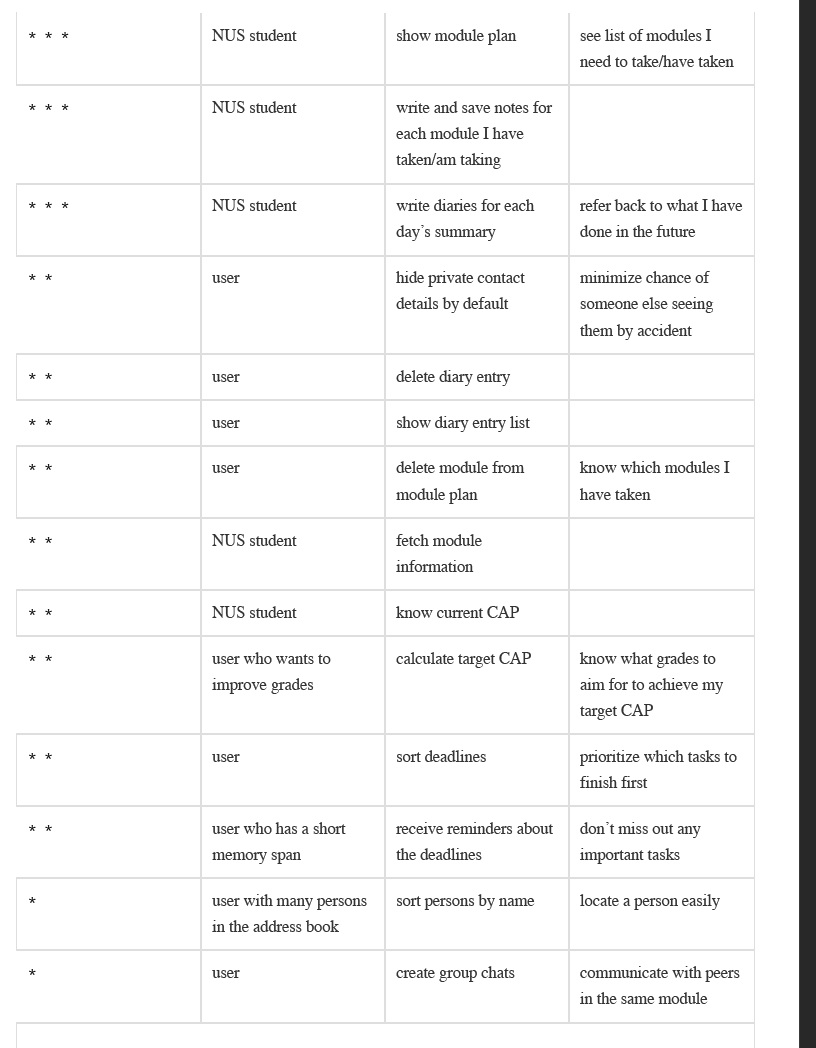 * * *
NUS student
show module plan
see list of modules I
need to take/have taken
* * *
NUS student
write and save notes for
each module I have
taken/am taking
* * *
NUS student
write diaries for each
day’s summary
refer back to what I have
done in the future
* *
user
hide private contact
details by default
minimize chance of
someone else seeing
them by accident
* *
user
delete diary entry
* *
user
show diary entry list
* *
user
delete module from
module plan
know which modules I
have taken
* *
NUS student
fetch module
information
* *
NUS student
know current CAP
* *
user who wants to
improve grades
calculate target CAP
know what grades to
aim for to achieve my
target CAP
* *
user
sort deadlines
prioritize which tasks to
finish first
* *
user who has a short
memory span
receive reminders about
the deadlines
don’t miss out any
important tasks
*
user with many persons
in the address book
sort persons by name
locate a person easily
*
user
create group chats
communicate with peers
in the same module